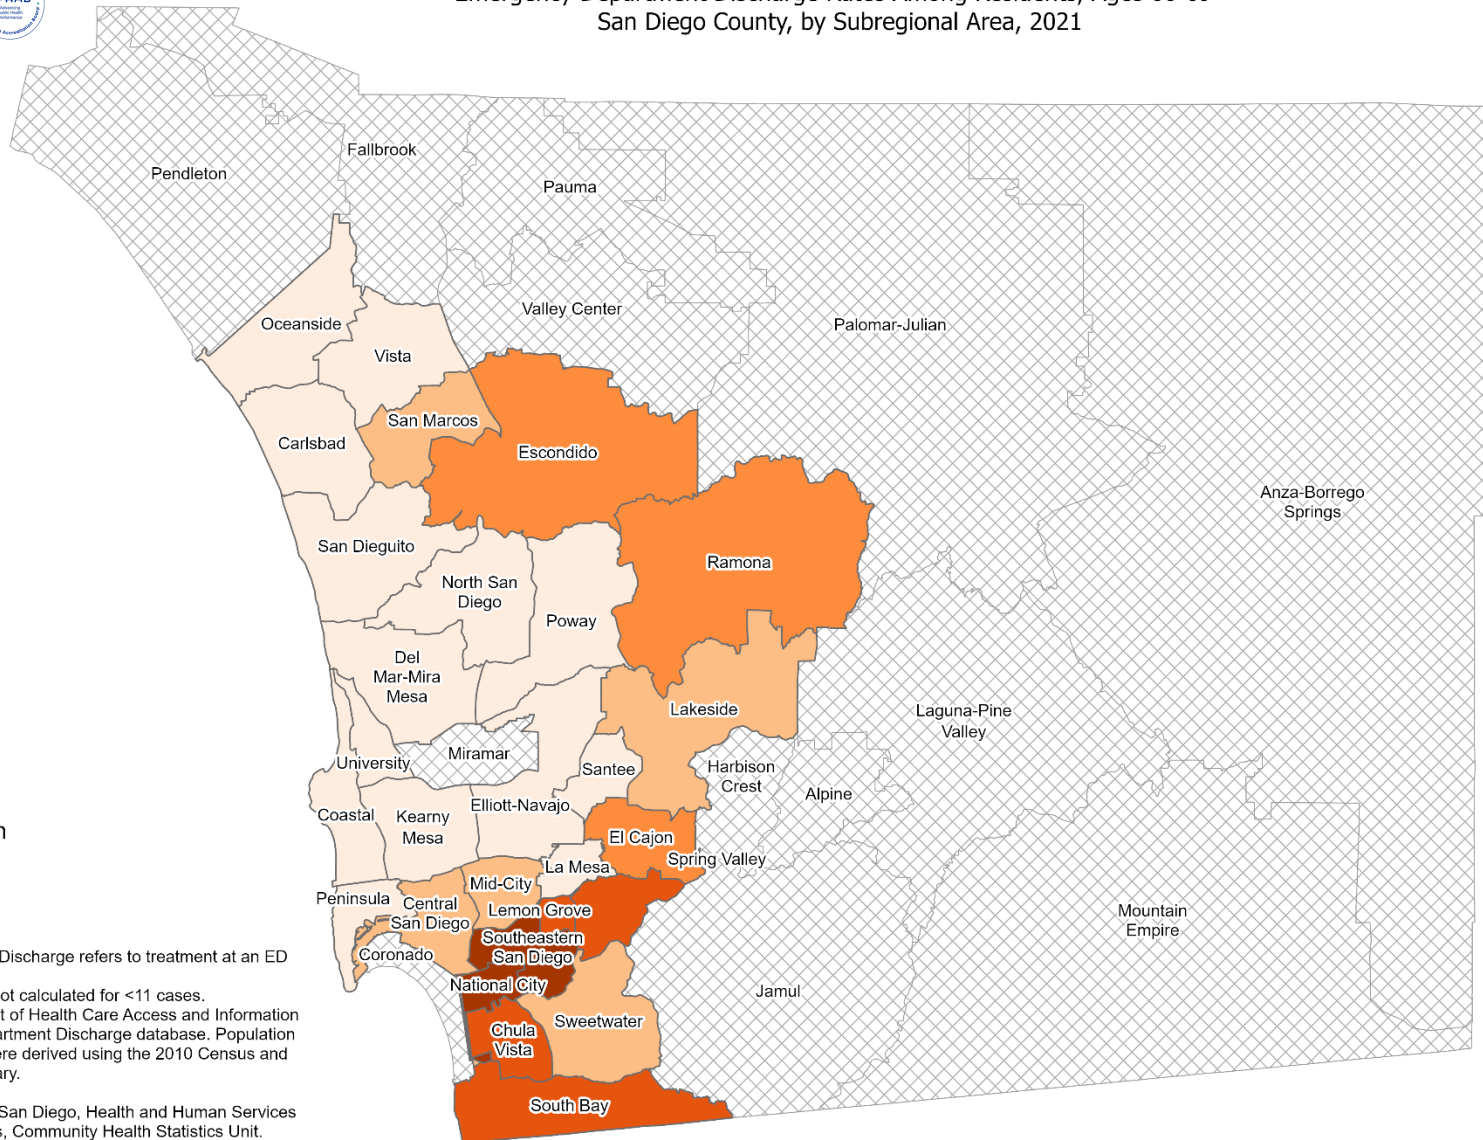 San Diego County, by Subregional Area, 2021
Fallbrook
Pendleton
Pauma
Valley Center
Oceanside
Palomar-Julian
Vista
San Marcos
Carlsbad
Escondido
Anza-Borrego
Springs
San Dieguito
Ramona
North San
Diego
Poway
Del
Mar-Mira
Mesa
Lakeside
Laguna-Pine
Valley
Miramar
University
Santee
Harbison
Crest
Alpine
Elliott-Navajo
Coastal
Kearny
Mesa
El Cajon
Spring Valley
La Mesa
Mid-City
Peninsula
Central
San Diego
Lemon Grove
Mountain
Empire
Southeastern
San Diego
Coronado
National City
Jamul
Sweetwater
Chula
Vista
South Bay
Discharge refers to treatment at an ED
ot calculated for <11 cases.
t of Health Care Access and Information
artment Discharge database. Population
ere derived using the 2010 Census and
ary.
San Diego, Health and Human Services
s, Community Health Statistics Unit.